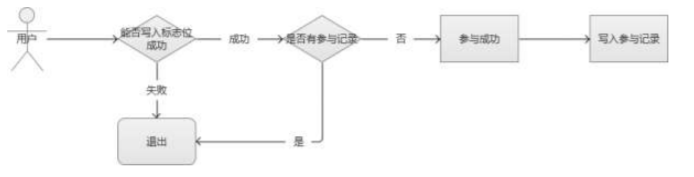 用户
能否写入标志位
成功
成功
是否有参与记录
否
参与成功
写入参与记录
失败
退出
是